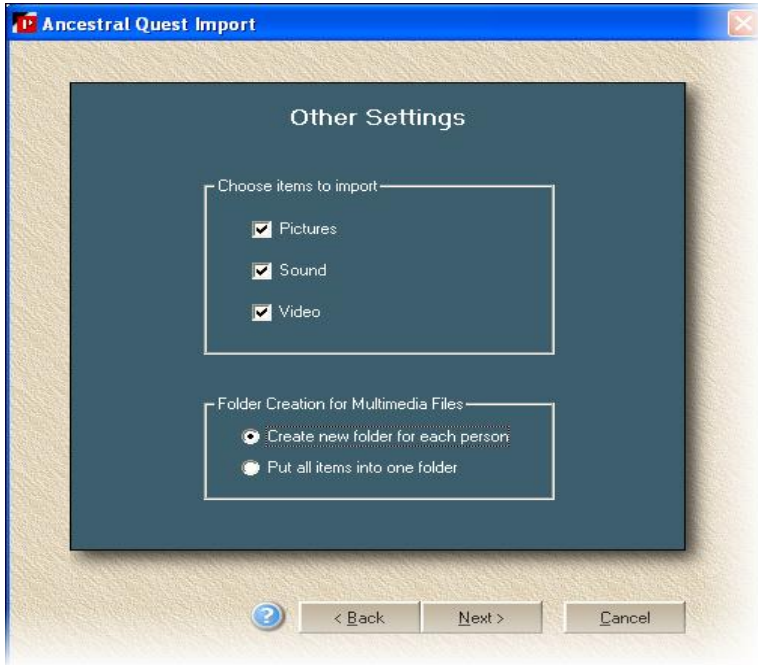 Ancestral Quest Import
Other Settings
Choose items to import
Pictures
Sound
Video
Folder Creation for Multimedia Files
Create new folder for each person
Put all items into one folder
? < Back Next > Cancel